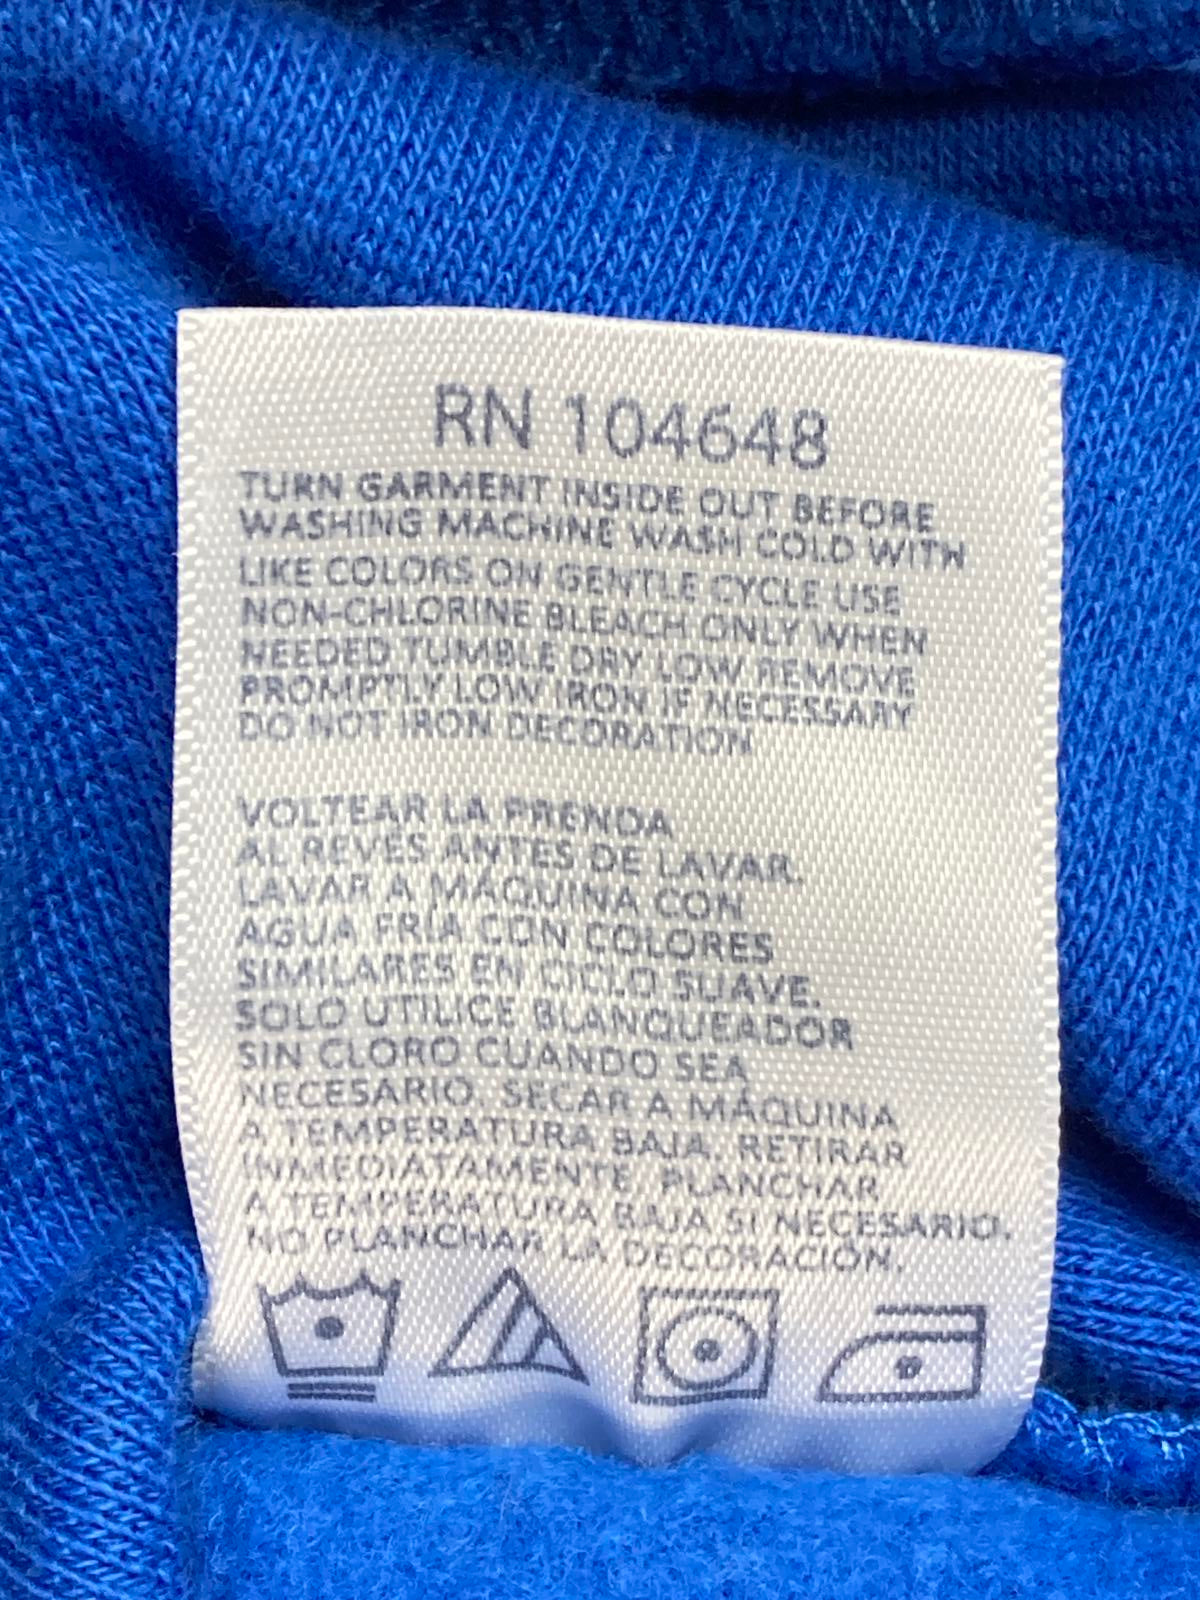 RN 104648
TURN GARMENT INSIDE OUT BEFORE
WASHING MACHINE WASH COLD WITH
LIKE COLORS ON GENTLE CYCLE USE
NON-CHLORINE BLEACH ONLY WHEN
NEEDED TUMBLE DRY LOW REMOVE
PROMPTLY LOW IRON IF NECESSARY
DO NOT IRON DECORATION
VOLTEAR LA PRENDA
AL REVÉS ANTES DE LAVAR.
LAVAR A MÁQUINA CON
AGUA FRÍA CON COLORES
SIMILARES EN CICLO SUAVE.
SOLO UTILICE BLANQUEADOR
SIN CLORO CUANDO SEA
NECESARIO. SECAR A MÁQUINA
A TEMPERATURA BAJA. RETIRAR
INMEDIATAMENTE. PLANCHAR
A TEMPERATURA BAJA SI NECESARIO.
NO PLANCHAR LA DECORACIÓN.